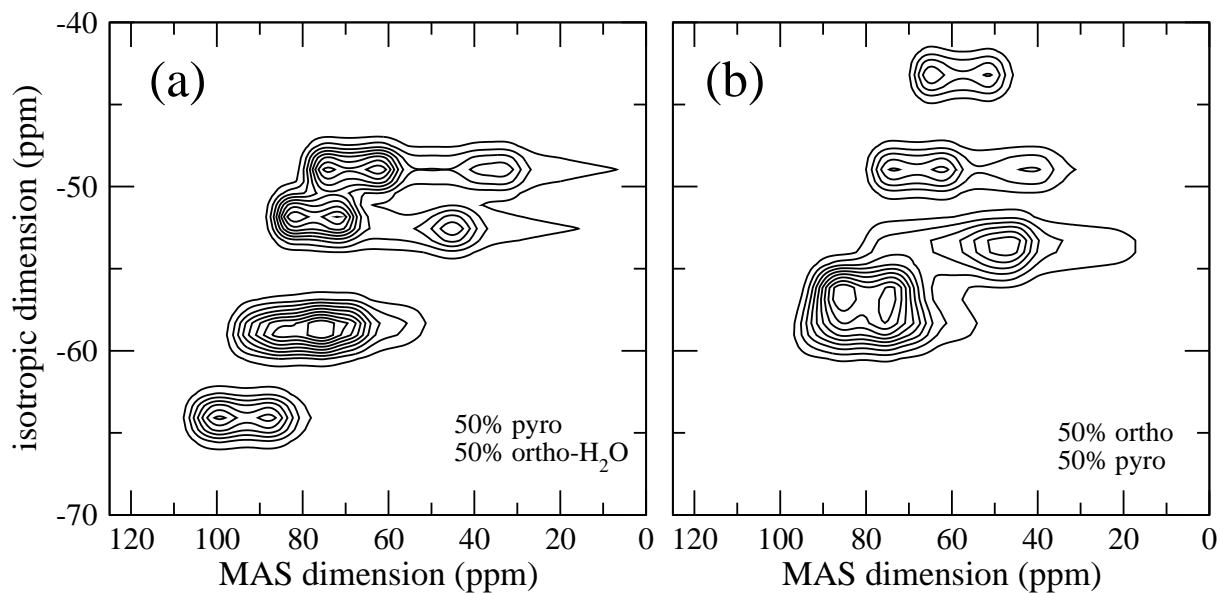 (a)
(b)
isotropic dimension (ppm)
-40
-50
-60
-70
50% pyro
50% ortho-H₂O
50% ortho
50% pyro
120 100 80 60 40 20 0
120 100 80 60 40 20 0
MAS dimension (ppm)
MAS dimension (ppm)